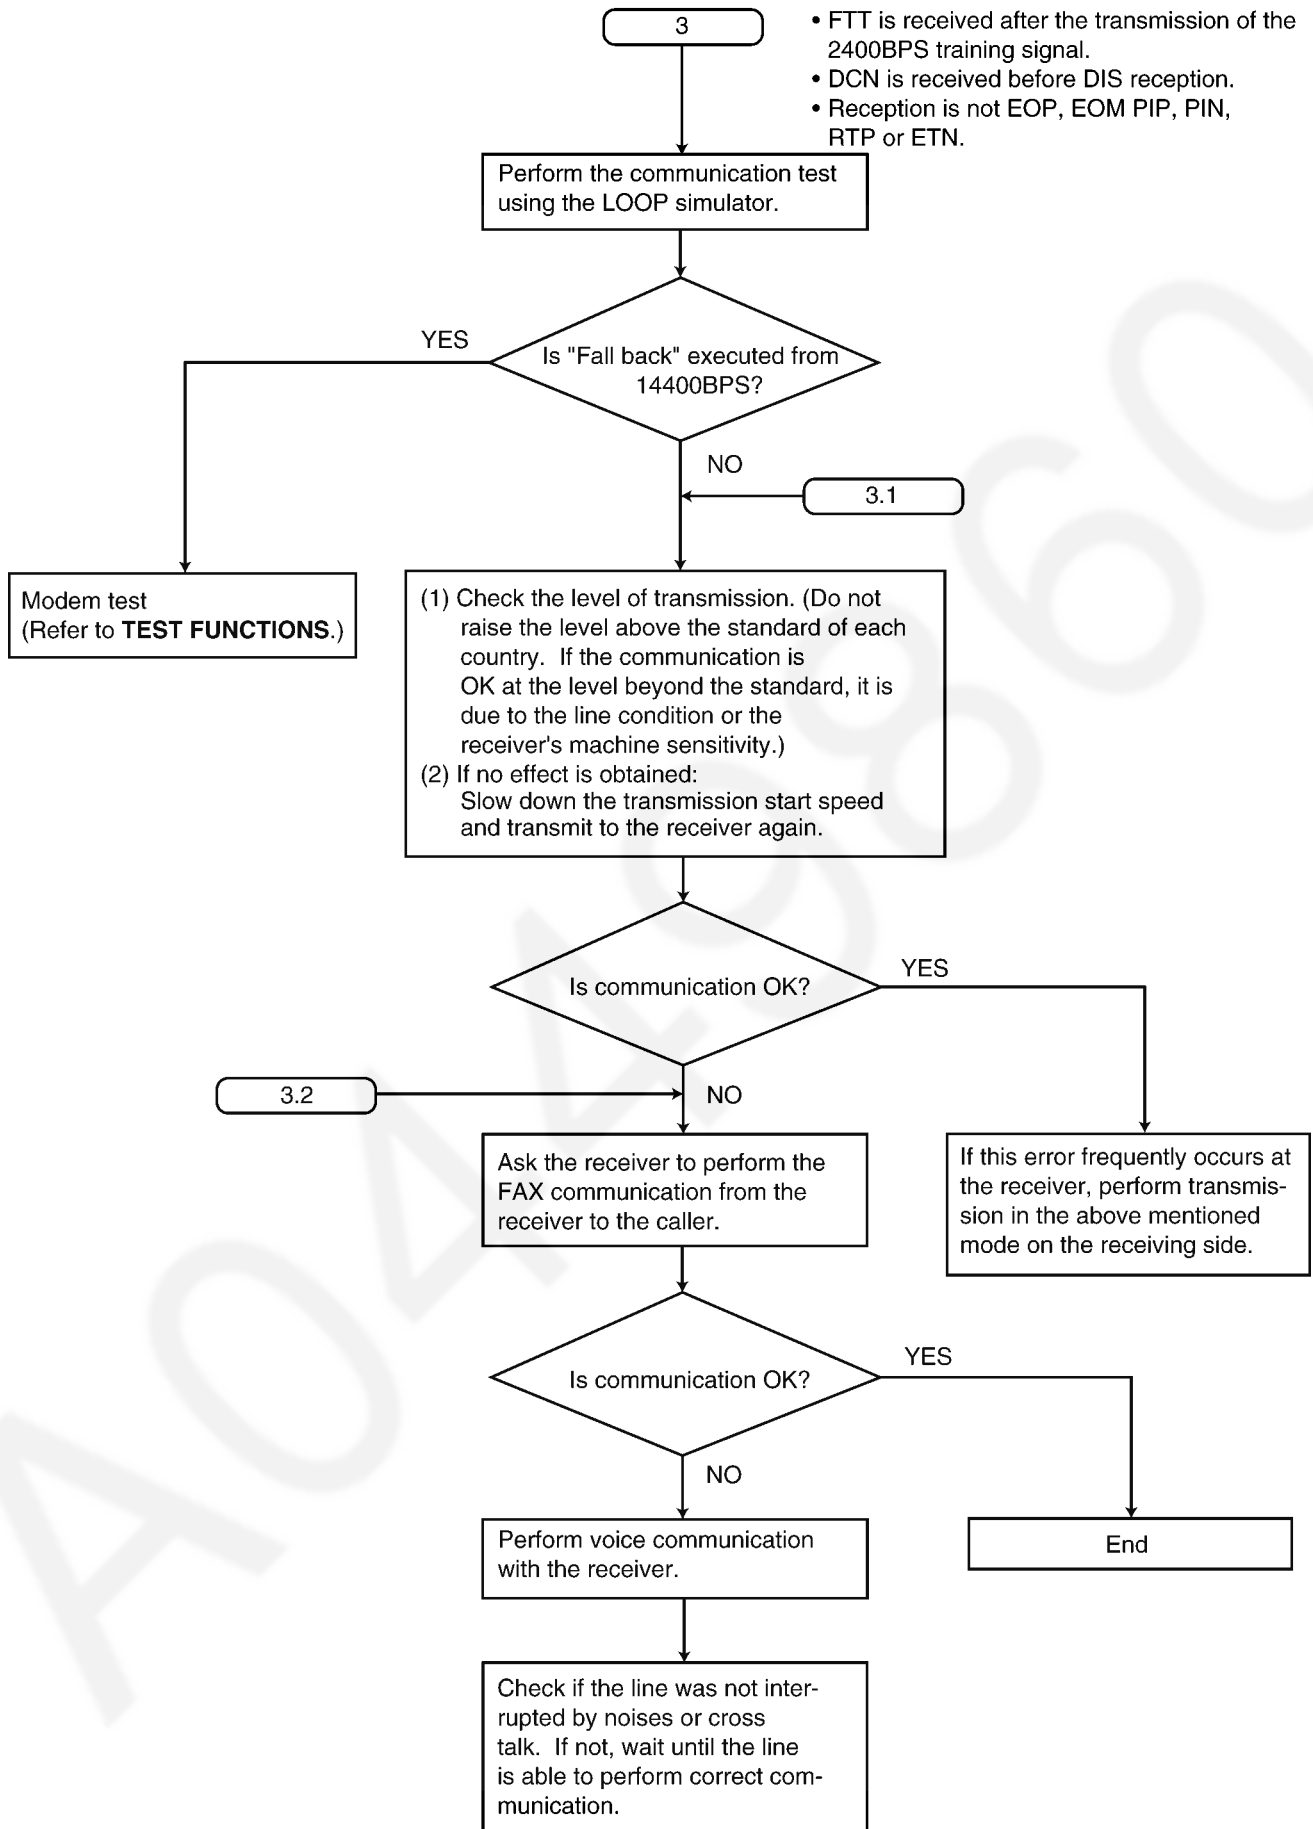 3
• FTT is received after the transmission of the
2400BPS training signal.
• DCN is received before DIS reception.
• Reception is not EOP, EOM PIP, PIN,
RTP or ETN.
Perform the communication test
using the LOOP simulator.
YES
Is "Fall back" executed from
14400BPS?
NO
3.1
Modem test
(Refer to TEST FUNCTIONS.)
(1) Check the level of transmission. (Do not
raise the level above the standard of each
country. If the communication is
OK at the level beyond the standard, it is
due to the line condition or the
receiver's machine sensitivity.)
(2) If no effect is obtained:
Slow down the transmission start speed
and transmit to the receiver again.
Is communication OK?
YES
3.2
NO
Ask the receiver to perform the
FAX communication from the
receiver to the caller.
If this error frequently occurs at
the receiver, perform transmis-
sion in the above mentioned
mode on the receiving side.
Is communication OK?
YES
NO
Perform voice communication
with the receiver.
End
Check if the line was not inter-
rupted by noises or cross
talk. If not, wait until the line
is able to perform correct com-
munication.
A0449860